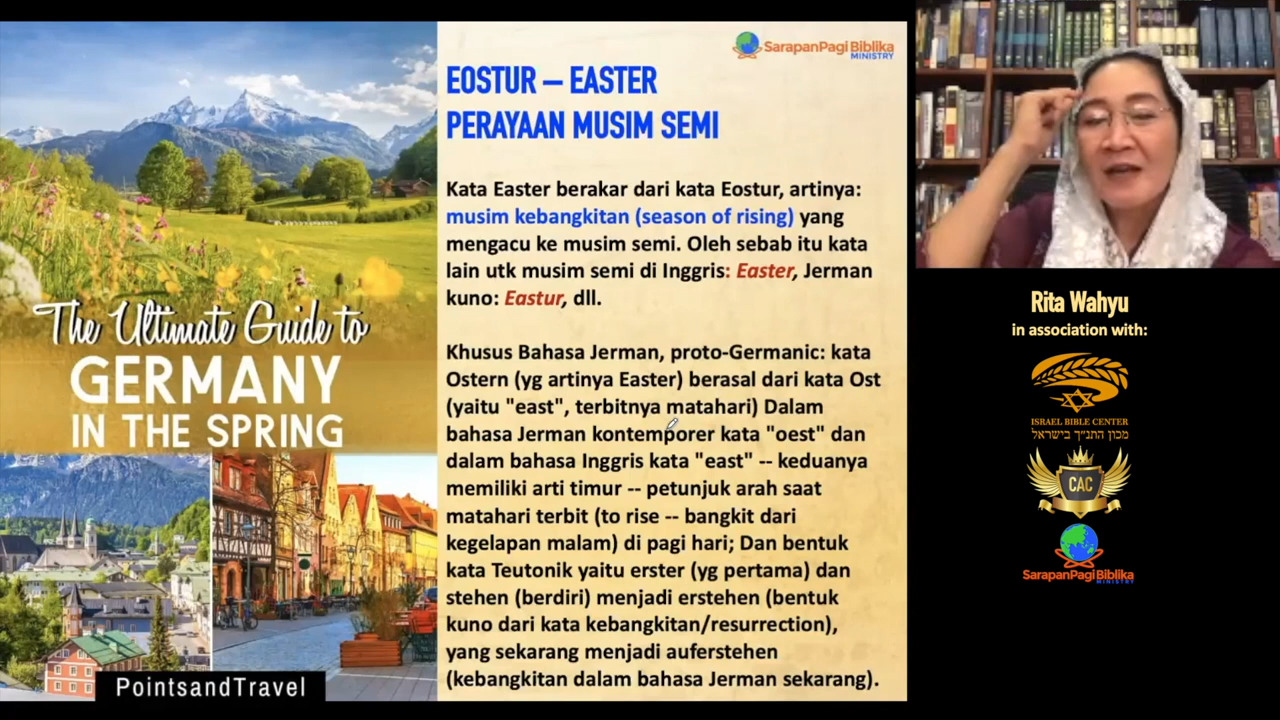 The Ultimate Guide to
GERMANY
IN THE SPRING
PointsandTravel
SarapanPagi Biblika
MINISTRY
EOSTUR – EASTER
PERAYAAN MUSIM SEMI
Kata Easter berakar dari kata Eostur, artinya:
musim kebangkitan (season of rising) yang
mengacu ke musim semi. Oleh sebab itu kata
lain utk musim semi di Inggris: Easter, Jerman
kuno: Eastur, dll.
Khusus Bahasa Jerman, proto-Germanic: kata
Ostern (yg artinya Easter) berasal dari kata Ost
(yaitu "east", terbitnya matahari) Dalam
bahasa Jerman kontemporer kata "oest" dan
dalam bahasa Inggris kata "east" -- keduanya
memiliki arti timur -- petunjuk arah saat
matahari terbit (to rise -- bangkit dari
kegelapan malam) di pagi hari; Dan bentuk
kata Teutonik yaitu erster (yg pertama) dan
stehen (berdiri) menjadi erstehen (bentuk
kuno dari kata kebangkitan/resurrection),
yang sekarang menjadi auferstehen
(kebangkitan dalam bahasa Jerman sekarang).
Rita Wahyu
in association with:
ISRAEL BIBLE CENTER
מכון התנ״ך בישראל
CAC
SarapanPagi Biblika
MINISTRY